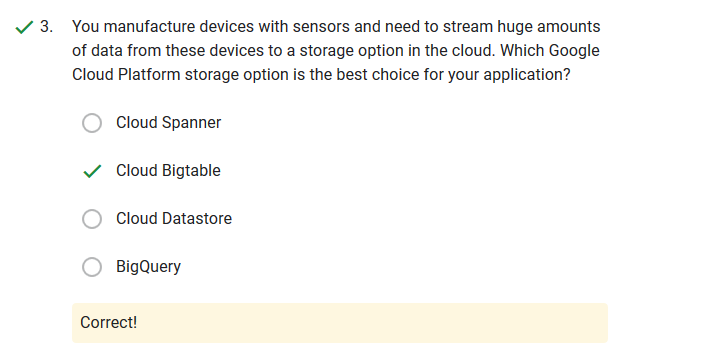 3. You manufacture devices with sensors and need to stream huge amounts
of data from these devices to a storage option in the cloud. Which Google
Cloud Platform storage option is the best choice for your application?
Cloud Spanner
Cloud Bigtable
Cloud Datastore
BigQuery
Correct!